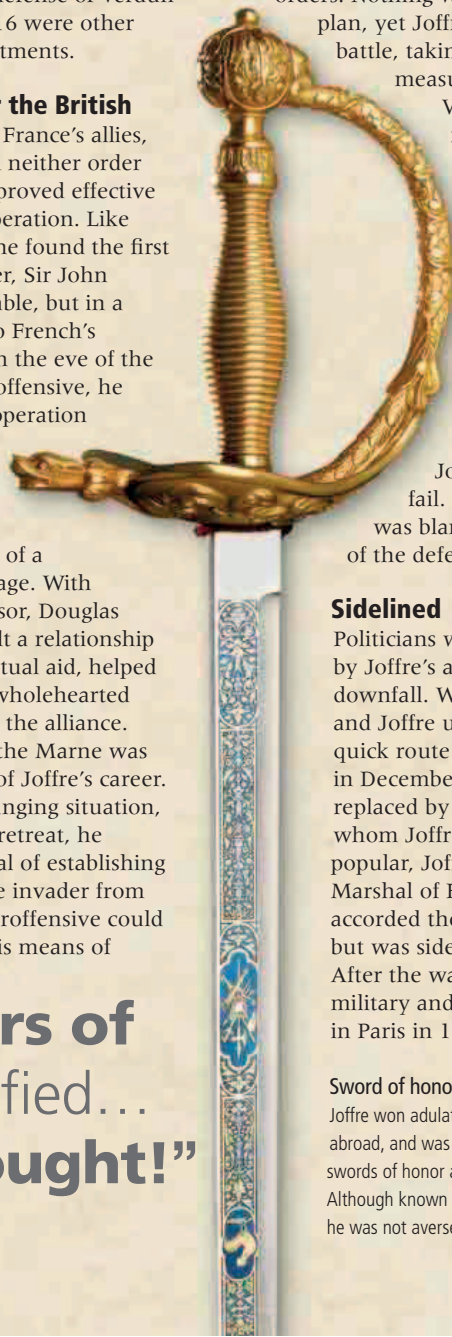 efense of Verdun
16 were other
tments.
r the British
France's allies,
neither order
proved effective
peration. Like
he found the first
er, Sir John
ble, but in a
o French's
n the eve of the
offensive, he
operation
of a
age. With
sor, Douglas
lt a relationship
tual aid, helped
wholehearted
the alliance.
the Marne was
of Joffre's career.
nging situation,
retreat, he
al of establishing
e invader from
roffensive could
is means of
rs of
fied...
ought!”
orders. Nothing w
plan, yet Joffr
battle, takin
measu
V
Jo
fail.
was blan
of the defe
Sidelined
Politicians w
by Joffre's a
downfall. W
and Joffre u
quick route
in December
replaced by
whom Joffr
popular, Jof
Marshal of F
accorded the
but was side
After the wa
military and
in Paris in 1
Sword of hono
Joffre won adulat
abroad, and was
swords of honor a
Although known
he was not averse